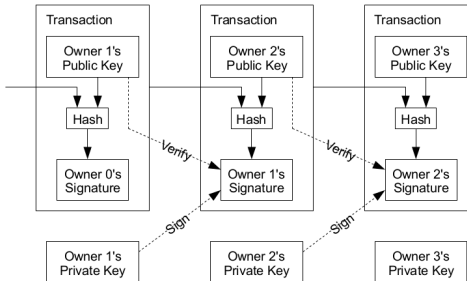 Transaction
Transaction
Transaction
Owner 1's
Public Key
Owner 2's
Public Key
Owner 3's
Public Key
Hash
Hash
Hash
Verify
Verify
Owner 0's
Signature
Owner 1's
Signature
Owner 2's
Signature
Sign
Sign
Owner 1's
Private Key
Owner 2's
Private Key
Owner 3's
Private Key